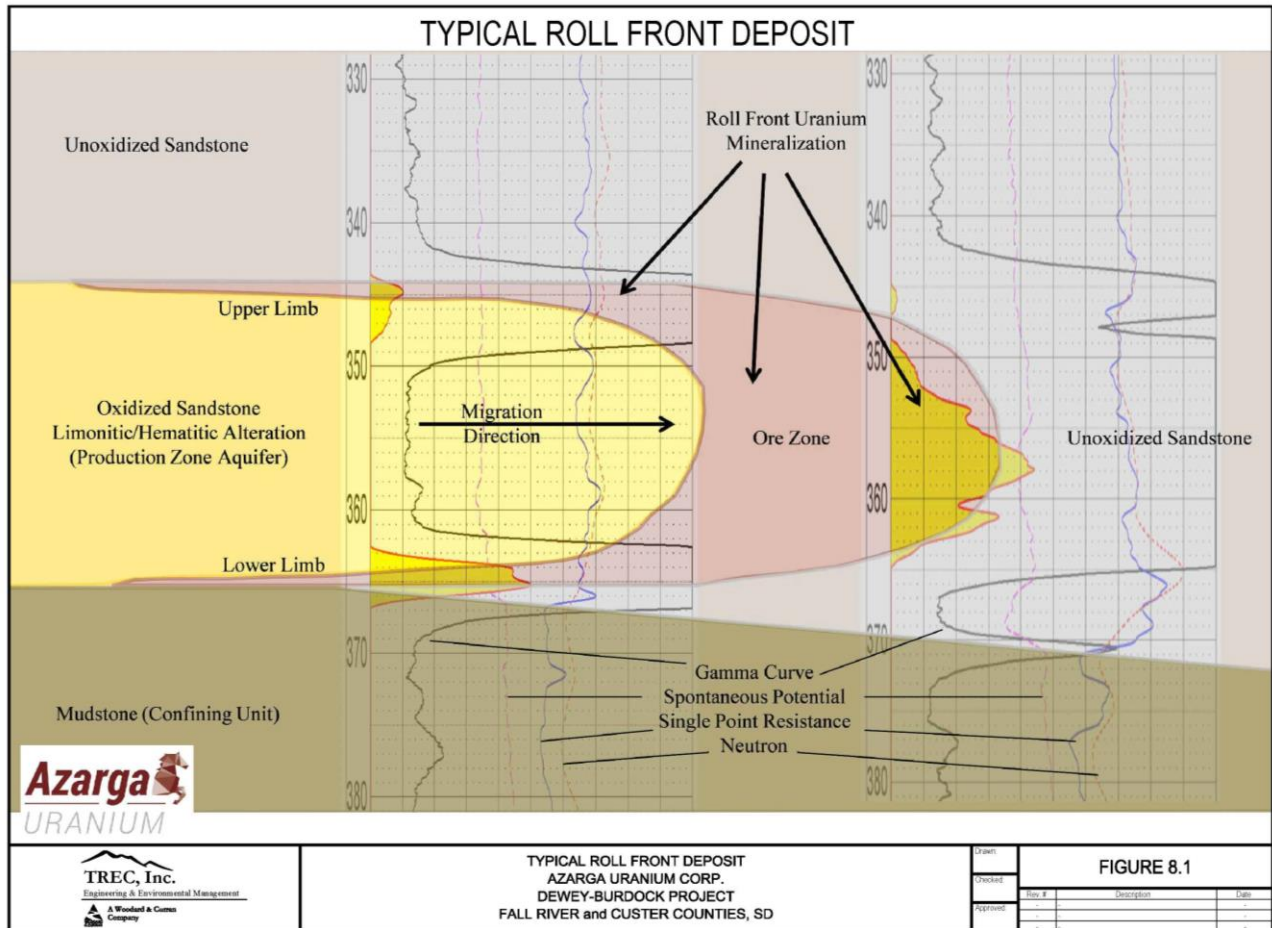 TYPICAL ROLL FRONT DEPOSIT
330
330
Unoxidized Sandstone
Roll Front Uranium
Mineralization
340
340
Upper Limb
350
350
Oxidized Sandstone
Limonitic/Hematitic Alteration
(Production Zone Aquifer)
Migration
Direction
Ore Zone
Unoxidized Sandstone
360
360
Lower Limb
370
370
Gamma Curve
Spontaneous Potential
Single Point Resistance
Neutron
Mudstone (Confining Unit)
380
380
Azarga
URANIUM
TREC, Inc.
Engineering & Environmental Management
A Woodard & Curran
Company
TYPICAL ROLL FRONT DEPOSIT
AZARGA URANIUM CORP.
DEWEY-BURDOCK PROJECT
FALL RIVER and CUSTER COUNTIES, SD
Drawn:
Checked:
Approved:
FIGURE 8.1
Rev. # Description Date